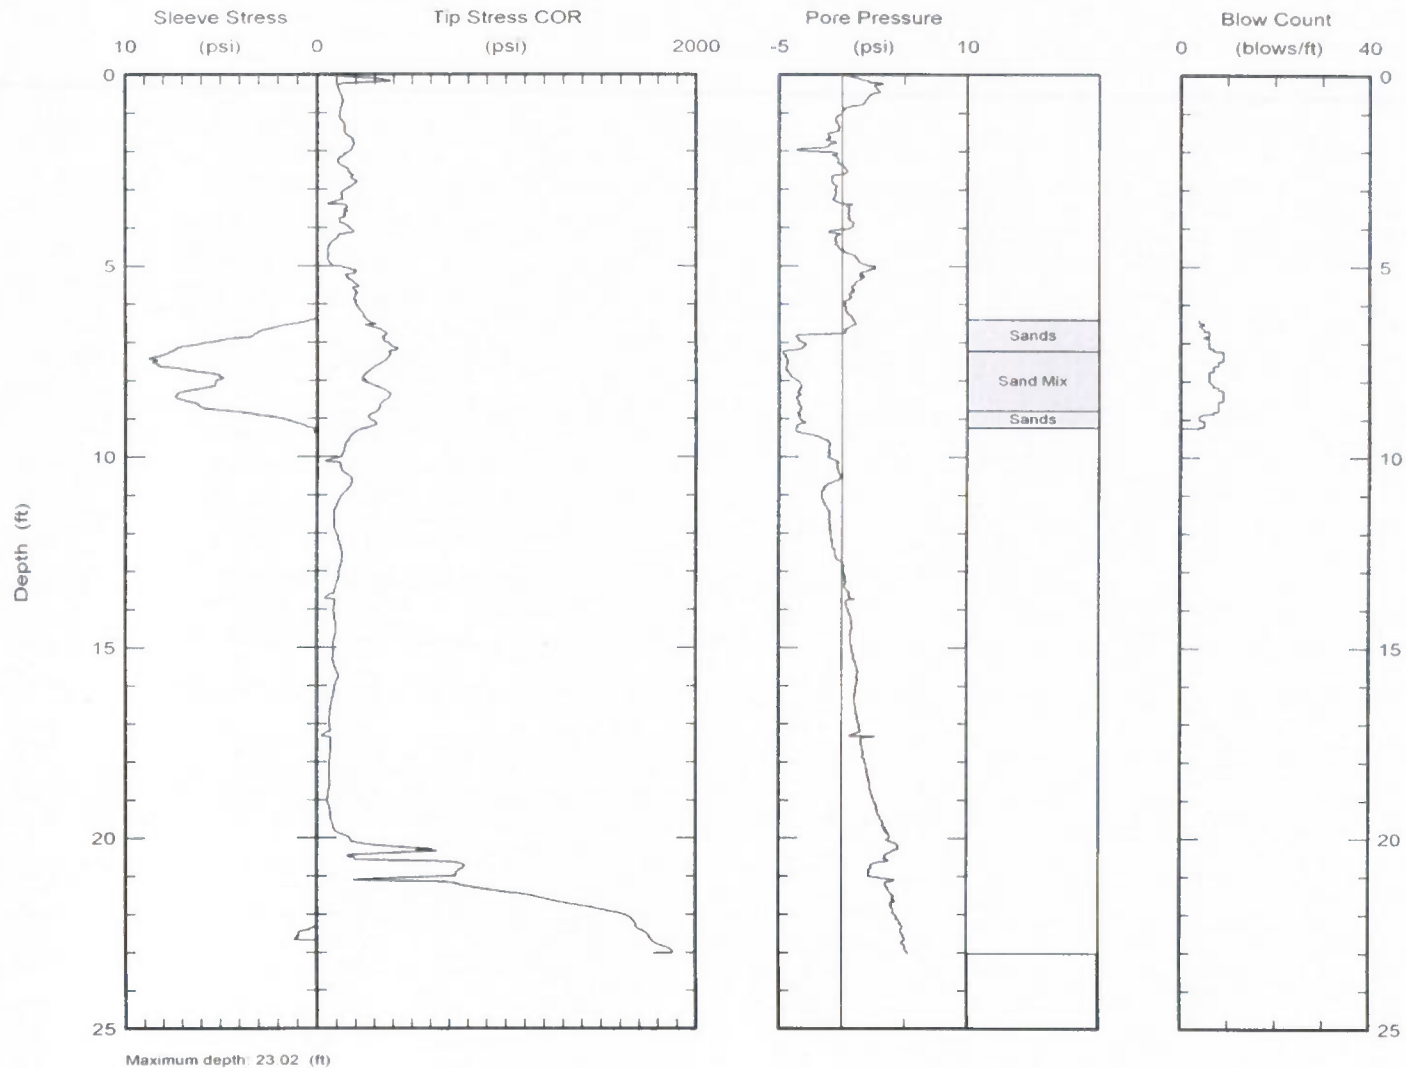 Sleeve Stress Tip Stress COR Pore Pressure Blow Count
10 (psi) 0 (psi) 2000 -5 (psi) 10 0 (blows/ft) 40
0 0
5 5
Sands
Sand Mix
Sands
10 10
Depth (ft)
15 15
20 20
25 25
Maximum depth: 23.02 (ft)